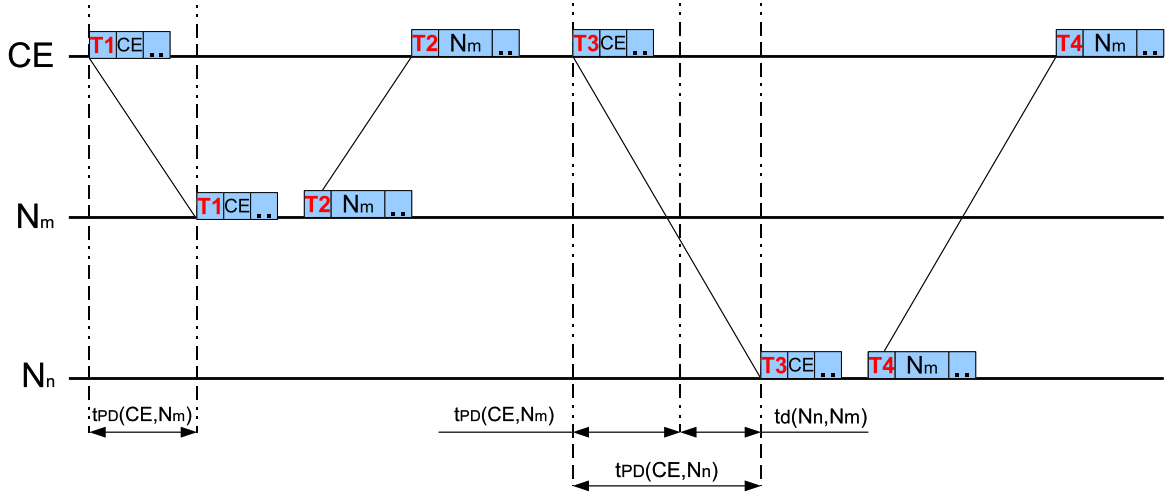 T1 CE ..
T2 Nm ..
T3 CE ..
T4 Nm ..
CE
T1 CE ..
T2 Nm ..
Nm
T3 CE ..
T4 Nm ..
Nn
tPD(CE,Nm)
tPD(CE,Nm)
td(Nn,Nm)
tPD(CE,Nn)